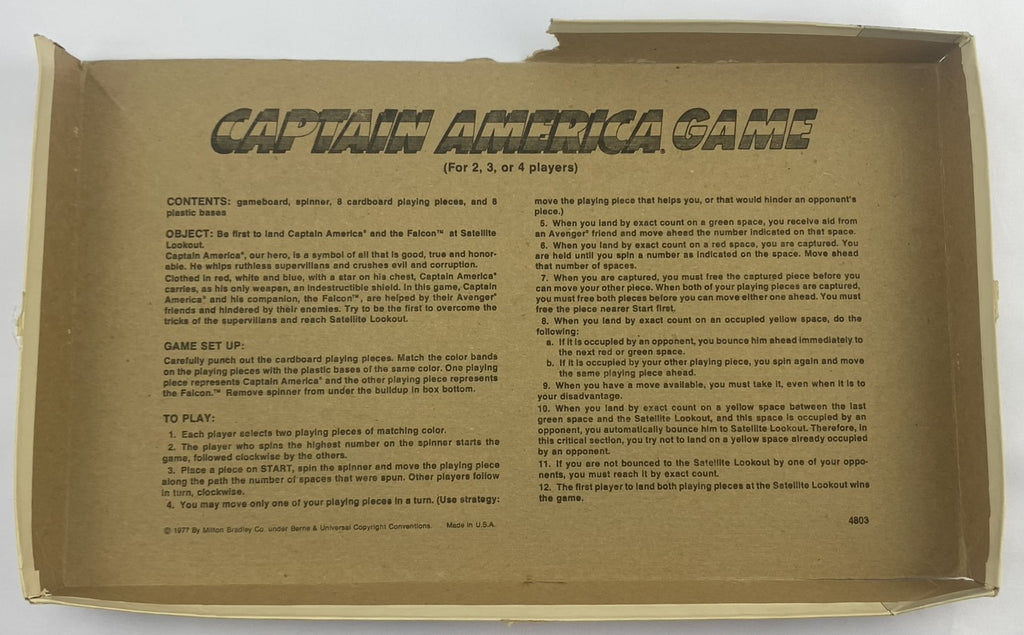 CAPTAIN AMERICA GAME
(For 2, 3, or 4 players)
CONTENTS: gameboard, spinner, 8 cardboard playing pieces, and 8
plastic bases
OBJECT: Be first to land Captain America® and the Falcon™ at Satellite
Lookout.
Captain America®, our hero, is a symbol of all that is good, true and honor-
able. He whips ruthless supervillans and crushes evil and corruption.
Clothed in red, white and blue, with a star on his chest, Captain America®
carries, as his only weapon, an indestructible shield. In this game, Captain
America® and his companion, the Falcon™, are helped by their Avenger®
friends and hindered by their enemies. Try to be the first to overcome the
tricks of the supervillans and reach Satellite Lookout.
GAME SET UP:
Carefully punch out the cardboard playing pieces. Match the color bands
on the playing pieces with the plastic bases of the same color. One playing
piece represents Captain America® and the other playing piece represents
the Falcon.™ Remove spinner from under the buildup in box bottom.
TO PLAY:
1. Each player selects two playing pieces of matching color.
2. The player who spins the highest number on the spinner starts the
game, followed clockwise by the others.
3. Place a piece on START, spin the spinner and move the playing piece
along the path the number of spaces that were spun. Other players follow
in turn, clockwise.
4. You may move only one of your playing pieces in a turn. (Use strategy:
© 1977 By Milton Bradley Co. under Berne & Universal Copyright Conventions. Made in U.S.A.
move the playing piece that helps you, or that would hinder an opponent's
piece.)
5. When you land by exact count on a green space, you receive aid from
an Avenger® friend and move ahead the number indicated on that space.
6. When you land by exact count on a red space, you are captured. You
are held until you spin a number as indicated on the space. Move ahead
that number of spaces.
7. When you are captured, you must free the captured piece before you
can move your other piece. When both of your playing pieces are captured,
you must free both pieces before you can move either one ahead. You must
free the piece nearer Start first.
8. When you land by exact count on an occupied yellow space, do the
following:
a. If it is occupied by an opponent, you bounce him ahead immediately to
the next red or green space.
b. If it is occupied by your other playing piece, you spin again and move
the same playing piece ahead.
9. When you have a move available, you must take it, even when it is to
your disadvantage.
10. When you land by exact count on a yellow space between the last
green space and the Satellite Lookout, and this space is occupied by an
opponent, you automatically bounce him to Satellite Lookout. Therefore, in
this critical section, you try not to land on a yellow space already occupied
by an opponent.
11. If you are not bounced to the Satellite Lookout by one of your oppo-
nents, you must reach it by exact count.
12. The first player to land both playing pieces at the Satellite Lookout wins
the game.
4803